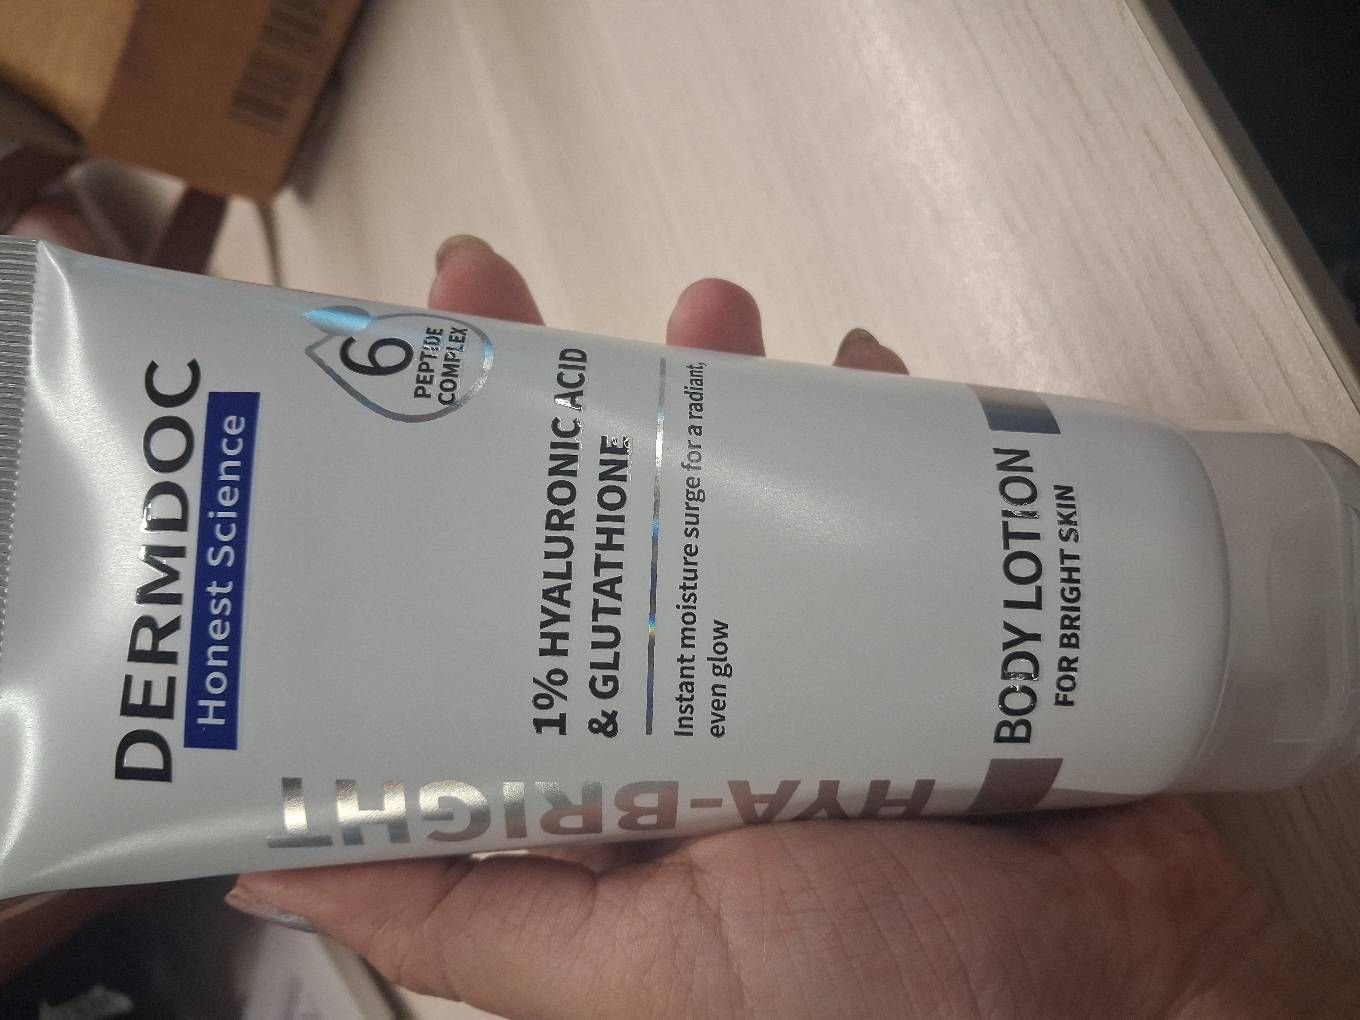 DERMDOC
Honest Science
6
PEPTIDE
COMPLEX
1% HYALURONIC ACID
& GLUTATHIONE
Instant moisture surge for a radiant,
even glow
HYA-BRIGHT
BODY LOTION
FOR BRIGHT SKIN